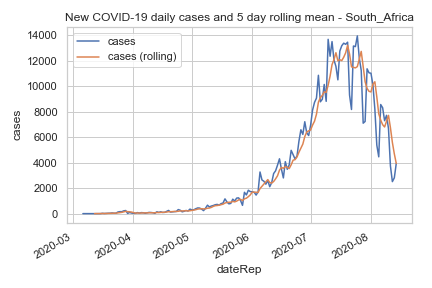 New COVID-19 daily cases and 5 day rolling mean - South_Africa
cases
cases (rolling)
14000
12000
10000
8000
6000
4000
2000
0
cases
2020-03
2020-04
2020-05
2020-06
2020-07
2020-08
dateRep